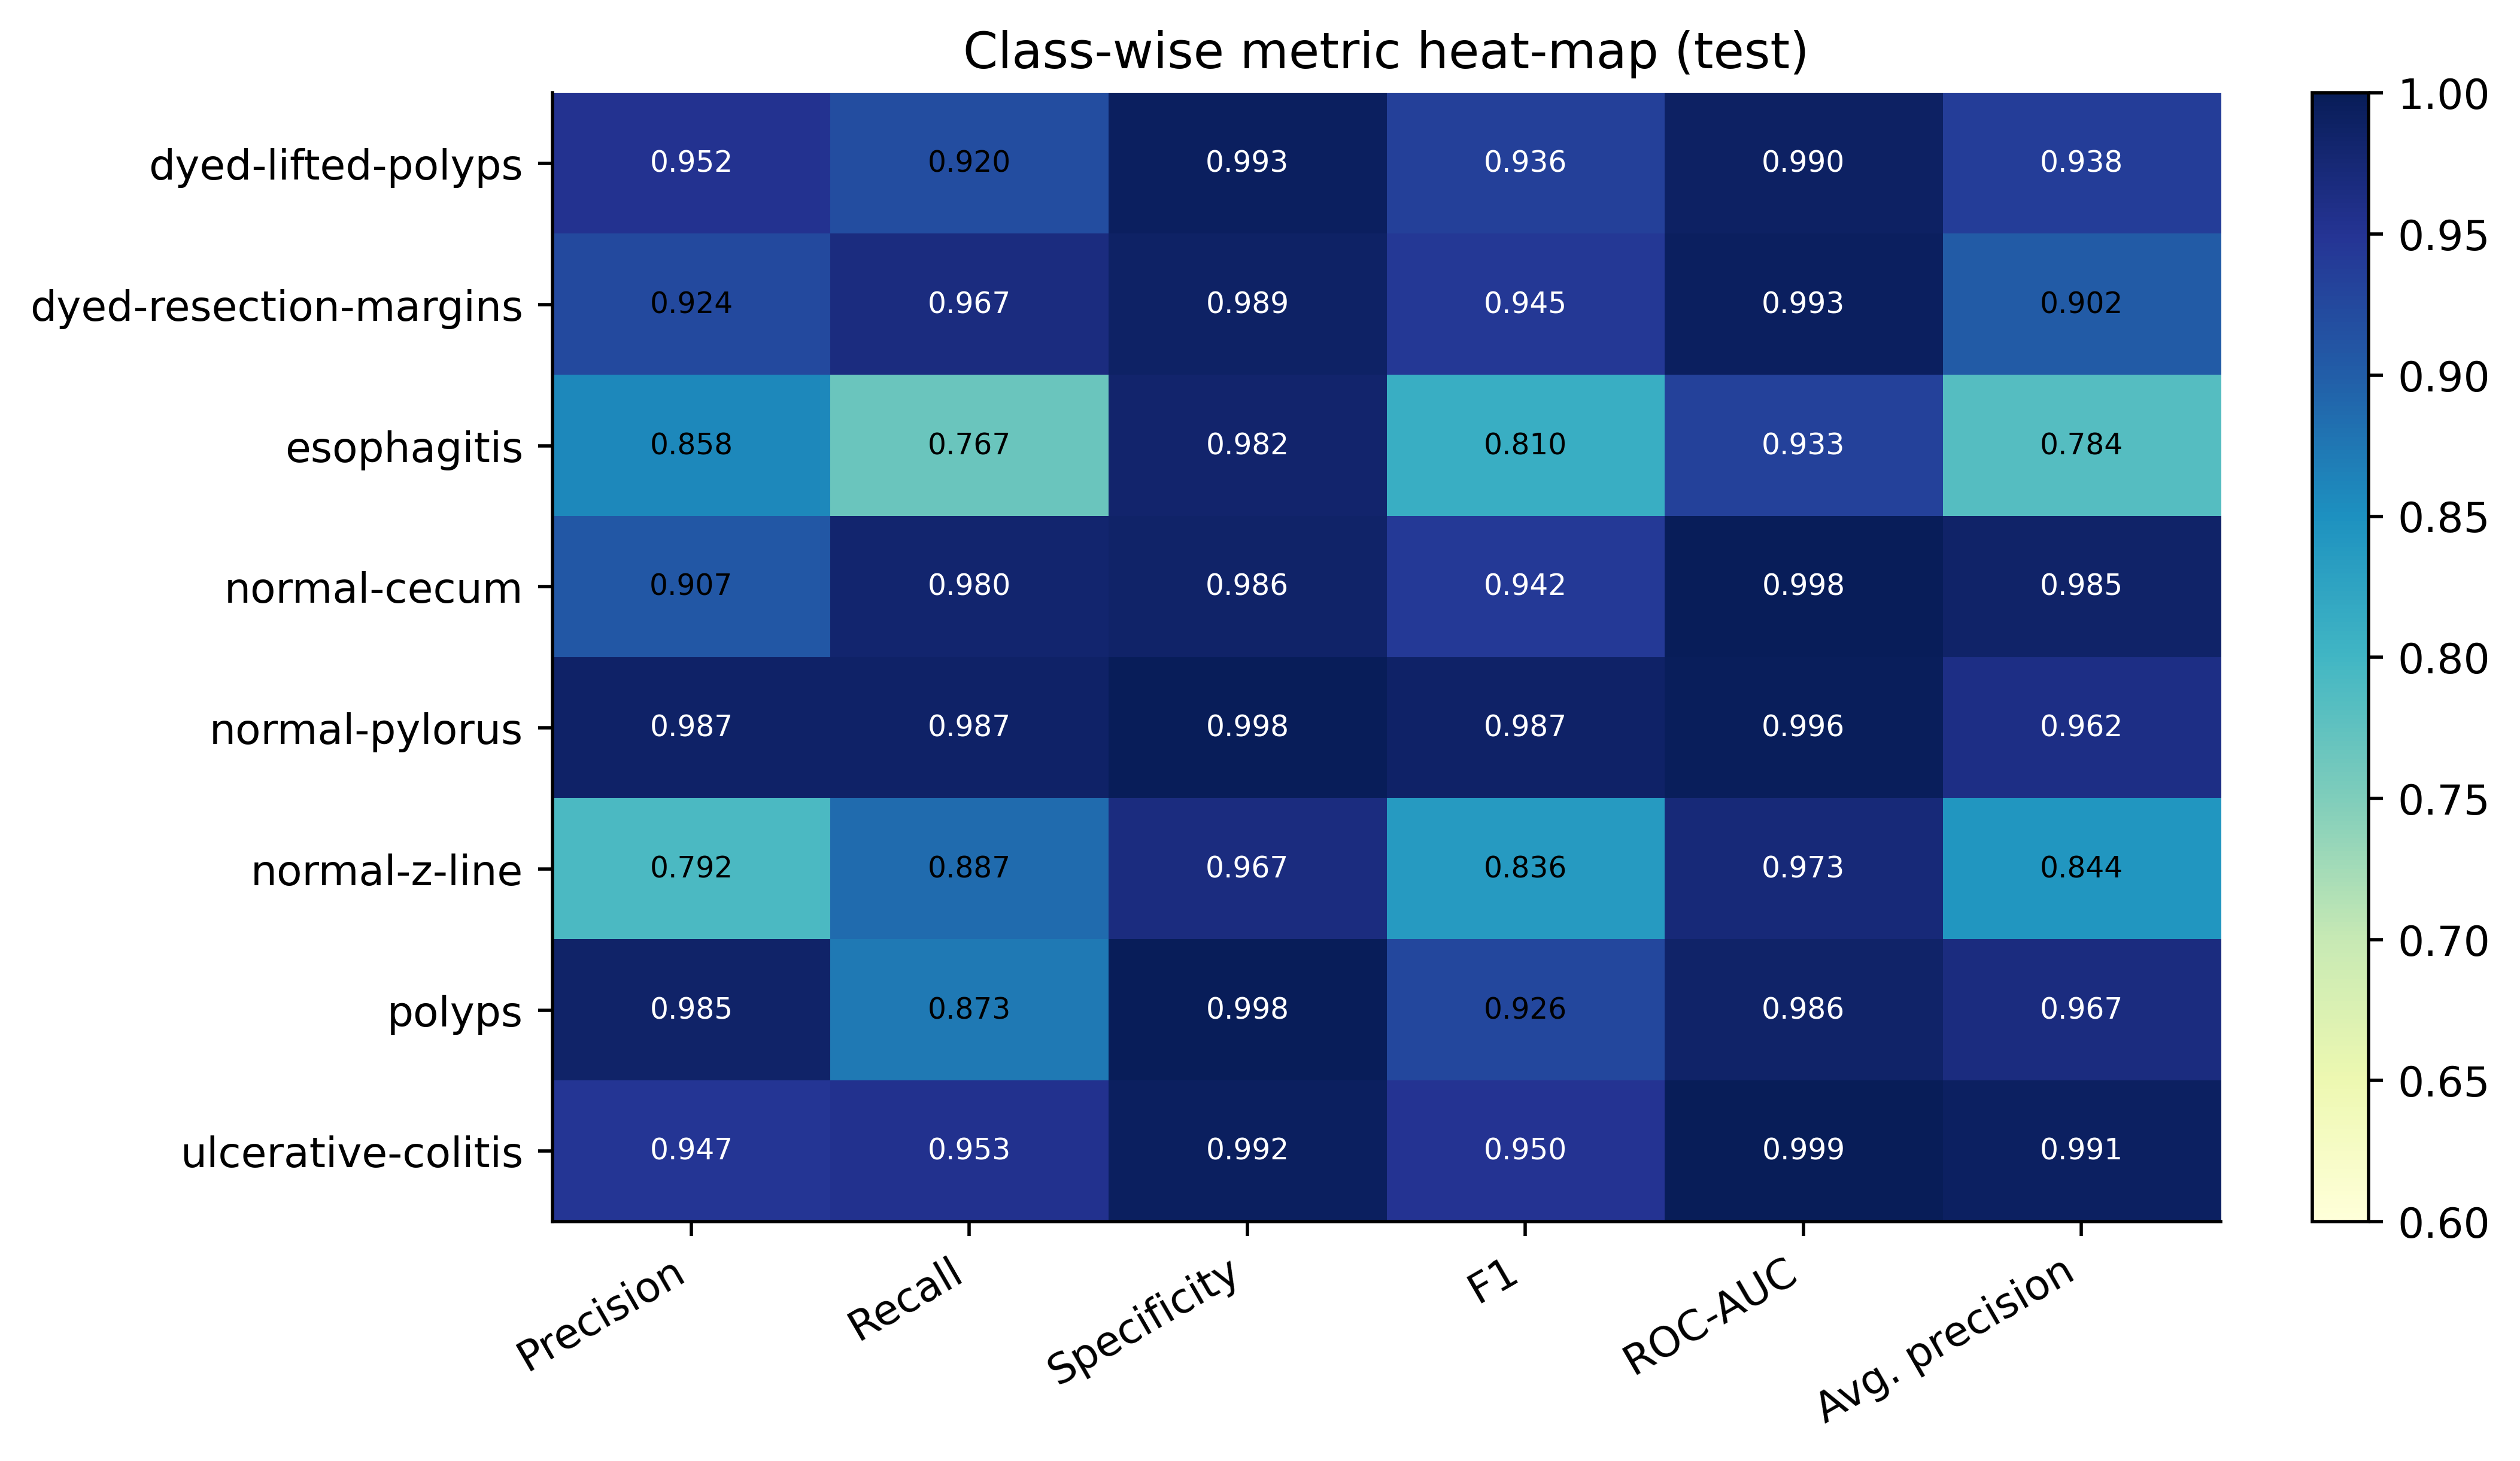 Class-wise metric heat-map (test)
dyed-lifted-polyps 0.952 0.920 0.993 0.936 0.990 0.938
dyed-resection-margins 0.924 0.967 0.989 0.945 0.993 0.902
esophagitis 0.858 0.767 0.982 0.810 0.933 0.784
normal-cecum 0.907 0.980 0.986 0.942 0.998 0.985
normal-pylorus 0.987 0.987 0.998 0.987 0.996 0.962
normal-z-line 0.792 0.887 0.967 0.836 0.973 0.844
polyps 0.985 0.873 0.998 0.926 0.986 0.967
ulcerative-colitis 0.947 0.953 0.992 0.950 0.999 0.991
Precision Recall Specificity F1 ROC-AUC Avg. precision
1.00
0.95
0.90
0.85
0.80
0.75
0.70
0.65
0.60